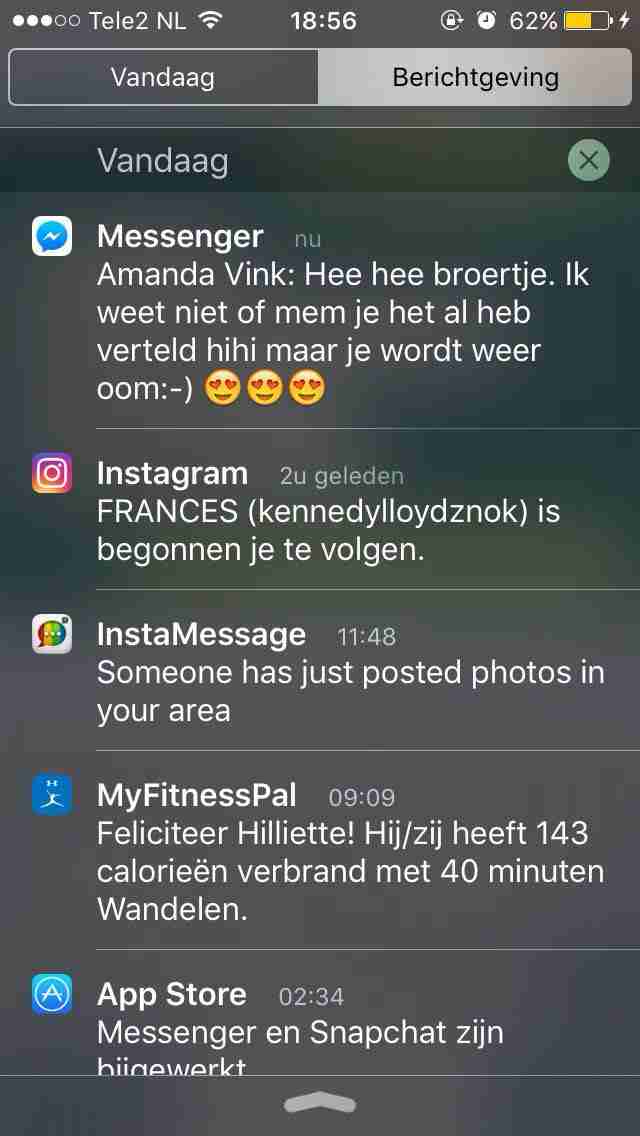 Tele2 NL 18:56 62%
Vandaag Berichtgeving
Vandaag
Messenger nu
Amanda Vink: Hee hee broertje. Ik
weet niet of mem je het al heb
verteld hihi maar je wordt weer
oom:-) 😍😍😍
Instagram 2u geleden
FRANCES (kennedylloydznok) is
begonnen je te volgen.
InstaMessage 11:48
Someone has just posted photos in
your area
MyFitnessPal 09:09
Feliciteer Hilliette! Hij/zij heeft 143
calorieën verbrand met 40 minuten
Wandelen.
App Store 02:34
Messenger en Snapchat zijn
bijgewerkt